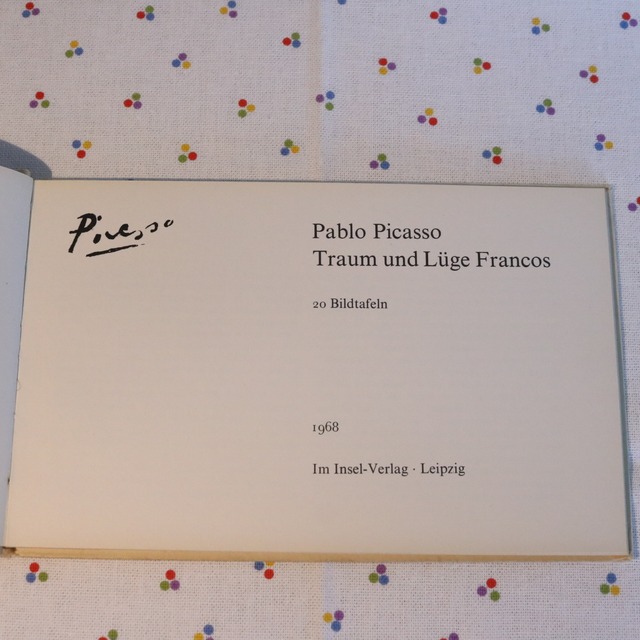 Picasso
Pablo Picasso
Traum und Lüge Francos
20 Bildtafeln
1968
Im Insel-Verlag · Leipzig